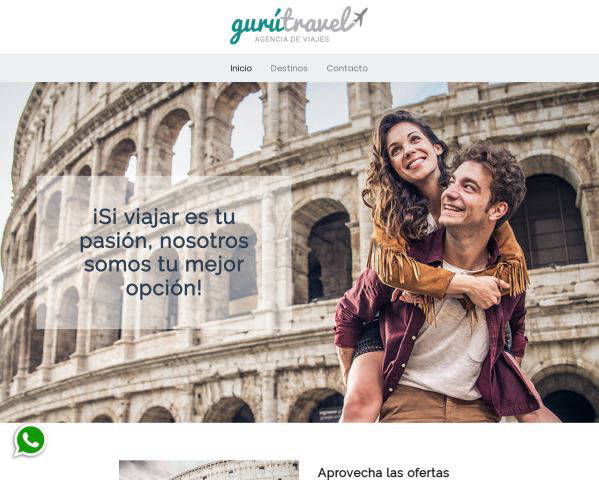 gurútravel
AGENCIA DE VIAJES
Inicio Destinos Contacto
¡Si viajar es tu
pasión, nosotros
somos tu mejor
opción!
Aprovecha las ofertas